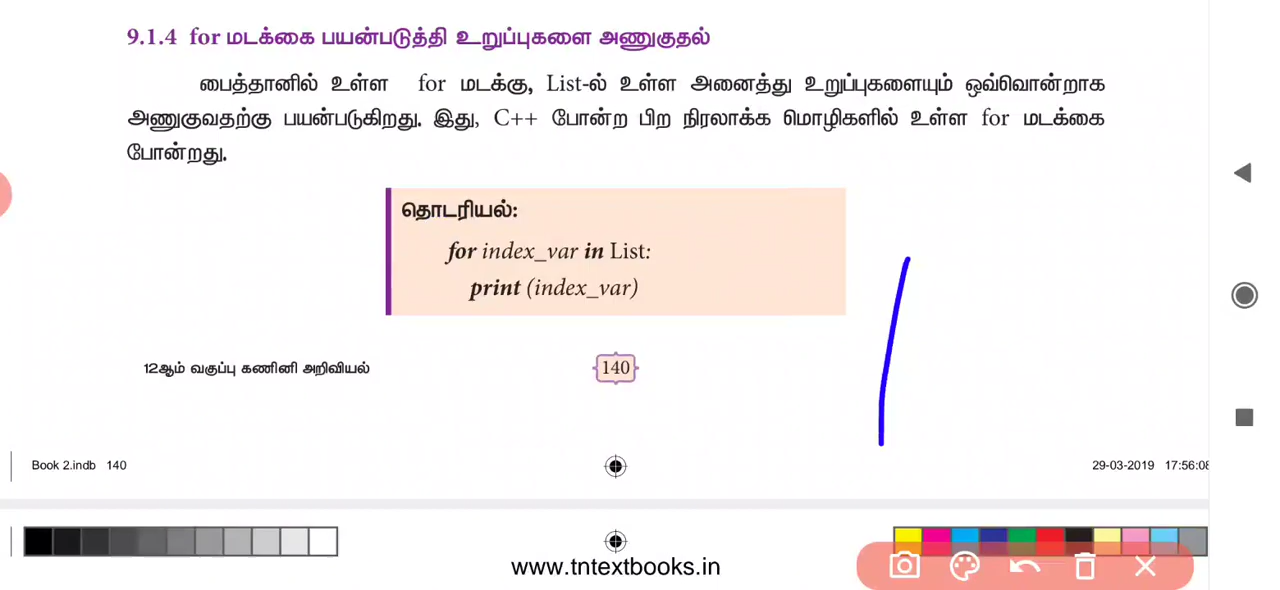 9.1.4 for மடக்கை பயன்படுத்தி உறுப்புகளை அணுகுதல்
பைத்தானில் உள்ள for மடக்கு, List-ல் உள்ள அனைத்து உறுப்புகளையும் ஒவ்வொன்றாக
அணுகுவதற்கு பயன்படுகிறது. இது, C++ போன்ற பிற நிரலாக்க மொழிகளில் உள்ள for மடக்கை
போன்றது.
தொடரியல்:
for index_var in List:
print (index_var)
12ஆம் வகுப்பு கணினி அறிவியல்
140
Book 2.indb 140
29-03-2019 17:56:08
www.tntextbooks.in